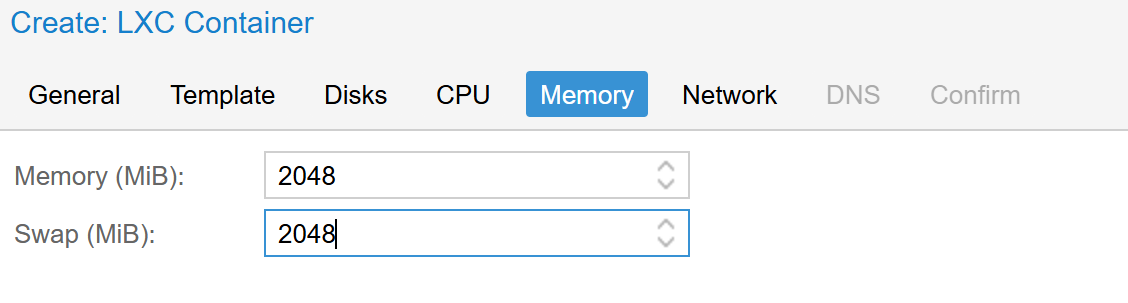 Create: LXC Container
General Template Disks CPU Memory Network DNS Confirm
Memory (MiB): 2048
Swap (MiB): 2048